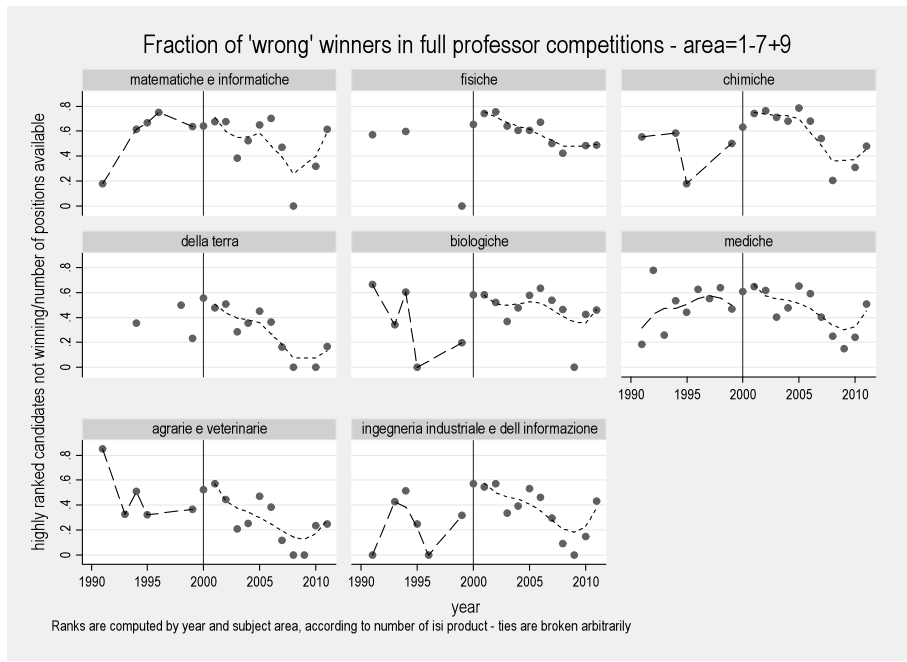 Fraction of 'wrong' winners in full professor competitions - area=1-7+9
highly ranked candidates not winning/number of positions available
matematiche e informatiche
fisiche
chimiche
.8
.6
.4
.2
0
della terra
biologiche
mediche
.8
.6
.4
.2
0
1990 1995 2000 2005 2010
agrarie e veterinarie
ingegneria industriale e dell informazione
.8
.6
.4
.2
0
1990 1995 2000 2005 2010
1990 1995 2000 2005 2010
year
Ranks are computed by year and subject area, according to number of isi product - ties are broken arbitrarily